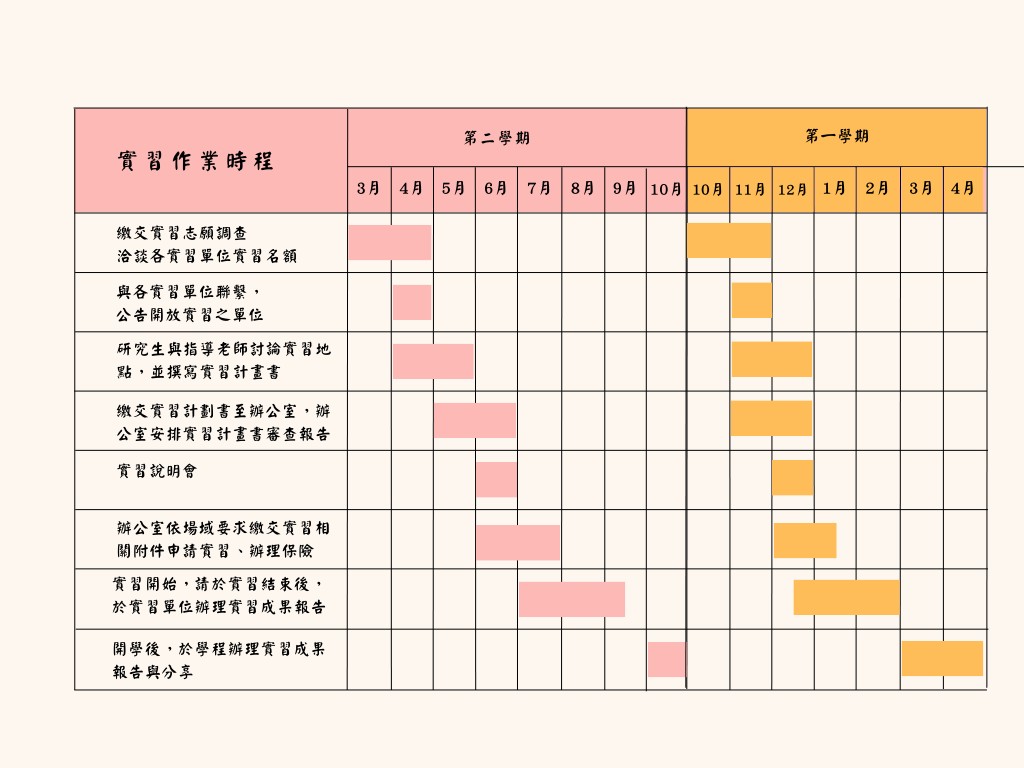 實習作業時程
第二學期
第一學期
3月 4月 5月 6月 7月 8月 9月 10月 10月 11月 12月 1月 2月 3月 4月
繳交實習志願調查
洽談各實習單位實習名額
與各實習單位聯繫，
公告開放實習之單位
研究生與指導老師討論實習地
點，並撰寫實習計畫書
繳交實習計劃書至辦公室，辦
公室安排實習計畫書審查報告
實習說明會
辦公室依場域要求繳交實習相
關附件申請實習、辦理保險
實習開始，請於實習結束後，
於實習單位辦理實習成果報告
開學後，於學程辦理實習成果
報告與分享